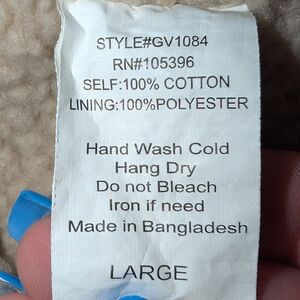 STYLE#GV1084
RN#105396
SELF:100% COTTON
LINING:100%POLYESTER
Hand Wash Cold
Hang Dry
Do not Bleach
Iron if need
Made in Bangladesh
LARGE